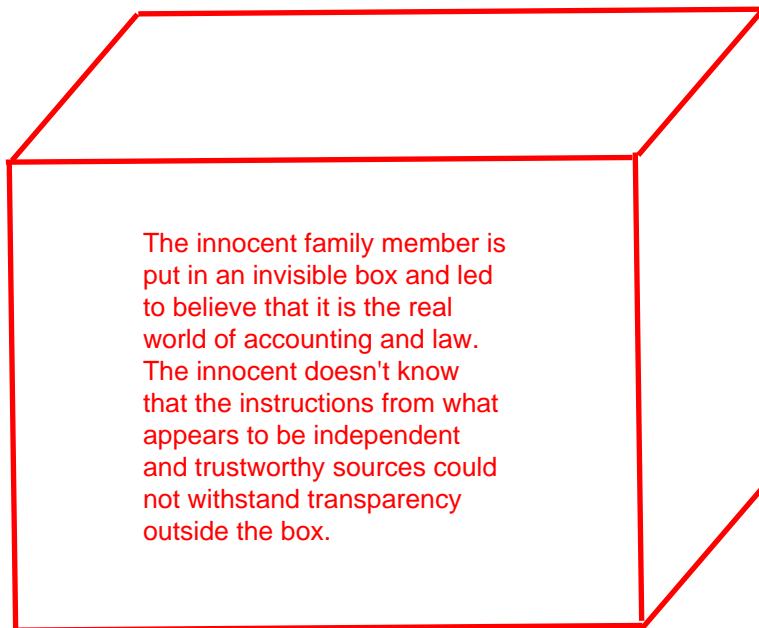 The innocent family member is
put in an invisible box and led
to believe that it is the real
world of accounting and law.
The innocent doesn't know
that the instructions from what
appears to be independent
and trustworthy sources could
not withstand transparency
outside the box.